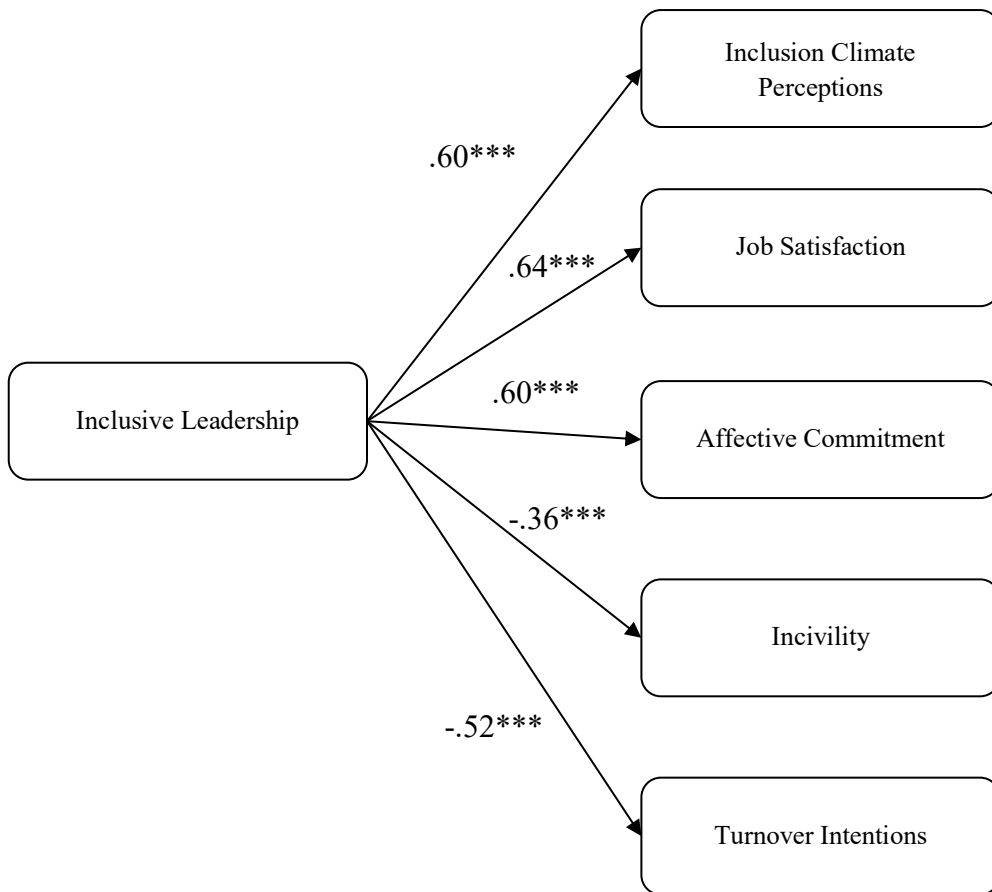 Inclusion Climate
Perceptions
.60***
.64***
Job Satisfaction
.60***
Inclusive Leadership
Affective Commitment
-.36***
Incivility
-.52***
Turnover Intentions